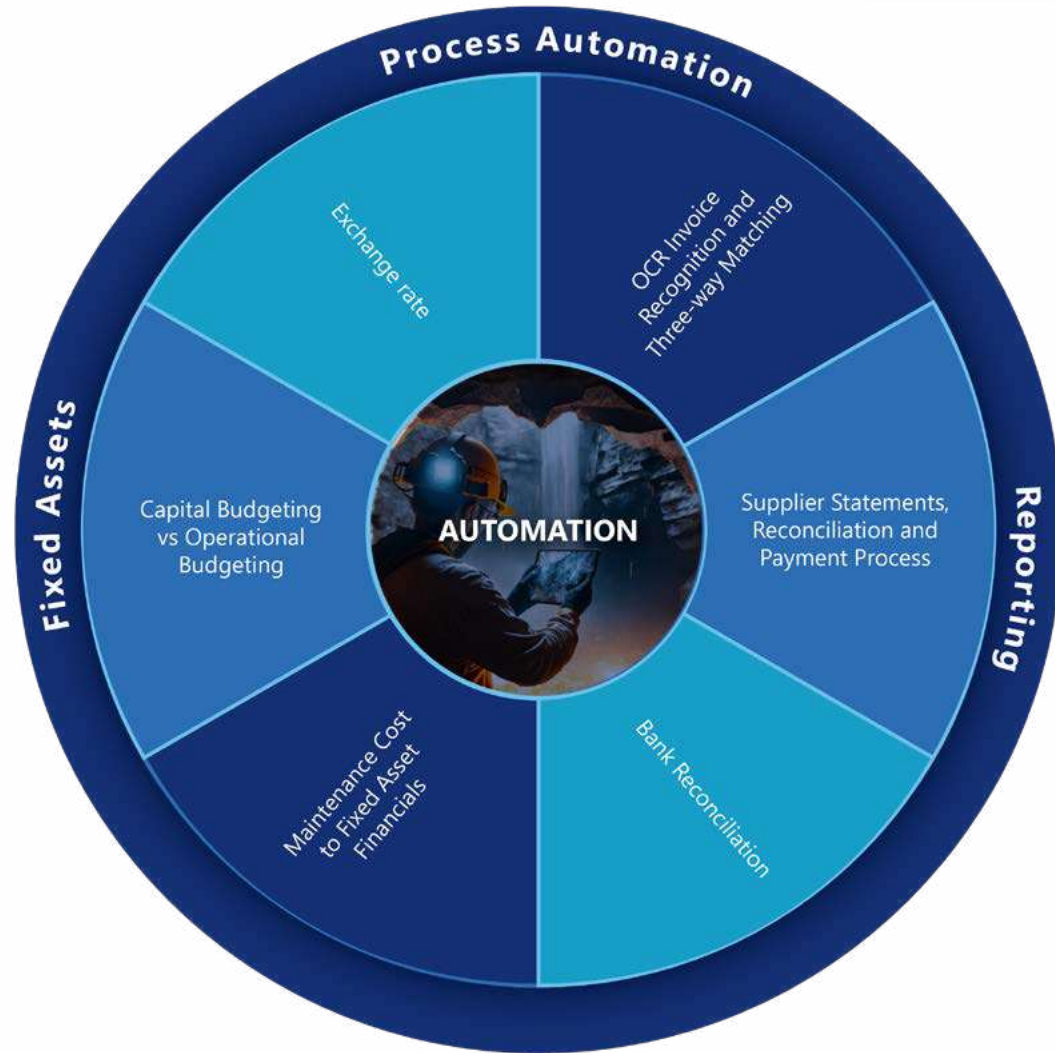 Process Automation
Exchange rate
OCR Invoice
Recognition and
Three-way Matching
Fixed Assets
Capital Budgeting
vs Operational
Budgeting
AUTOMATION
Supplier Statements,
Reconciliation and
Payment Process
Reporting
Maintenance Cost
to Fixed Asset
Financials
Bank Reconciliation